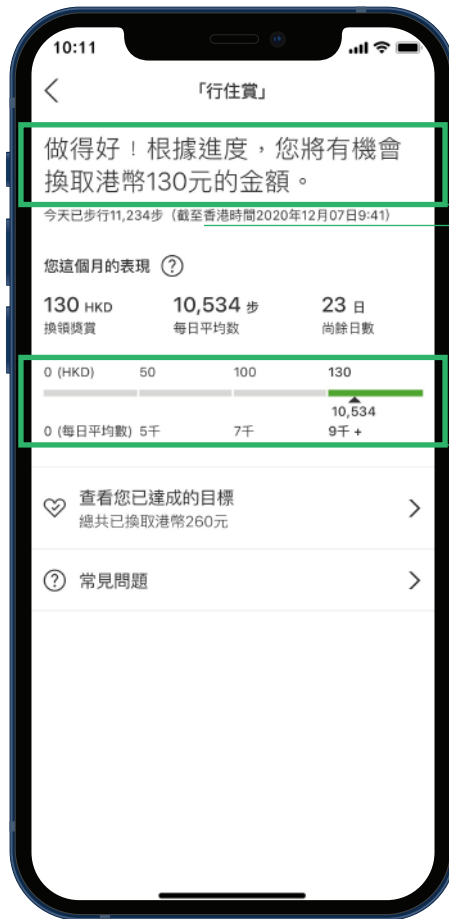 10:11
「行住賞」
做得好！根據進度，您將有機會
換取港幣130元的金額。
今天已步行11,234步（截至香港時間2020年12月07日9:41）
您這個月的表現 ?
130 HKD 10,534 步 23 日
換領獎賞 每日平均数 尚餘日數
0 (HKD) 50 100 130
10,534
0 (每日平均數) 5千 7千 9千 +
查看您已達成的目標
總共已換取港幣260元
? 常見問題